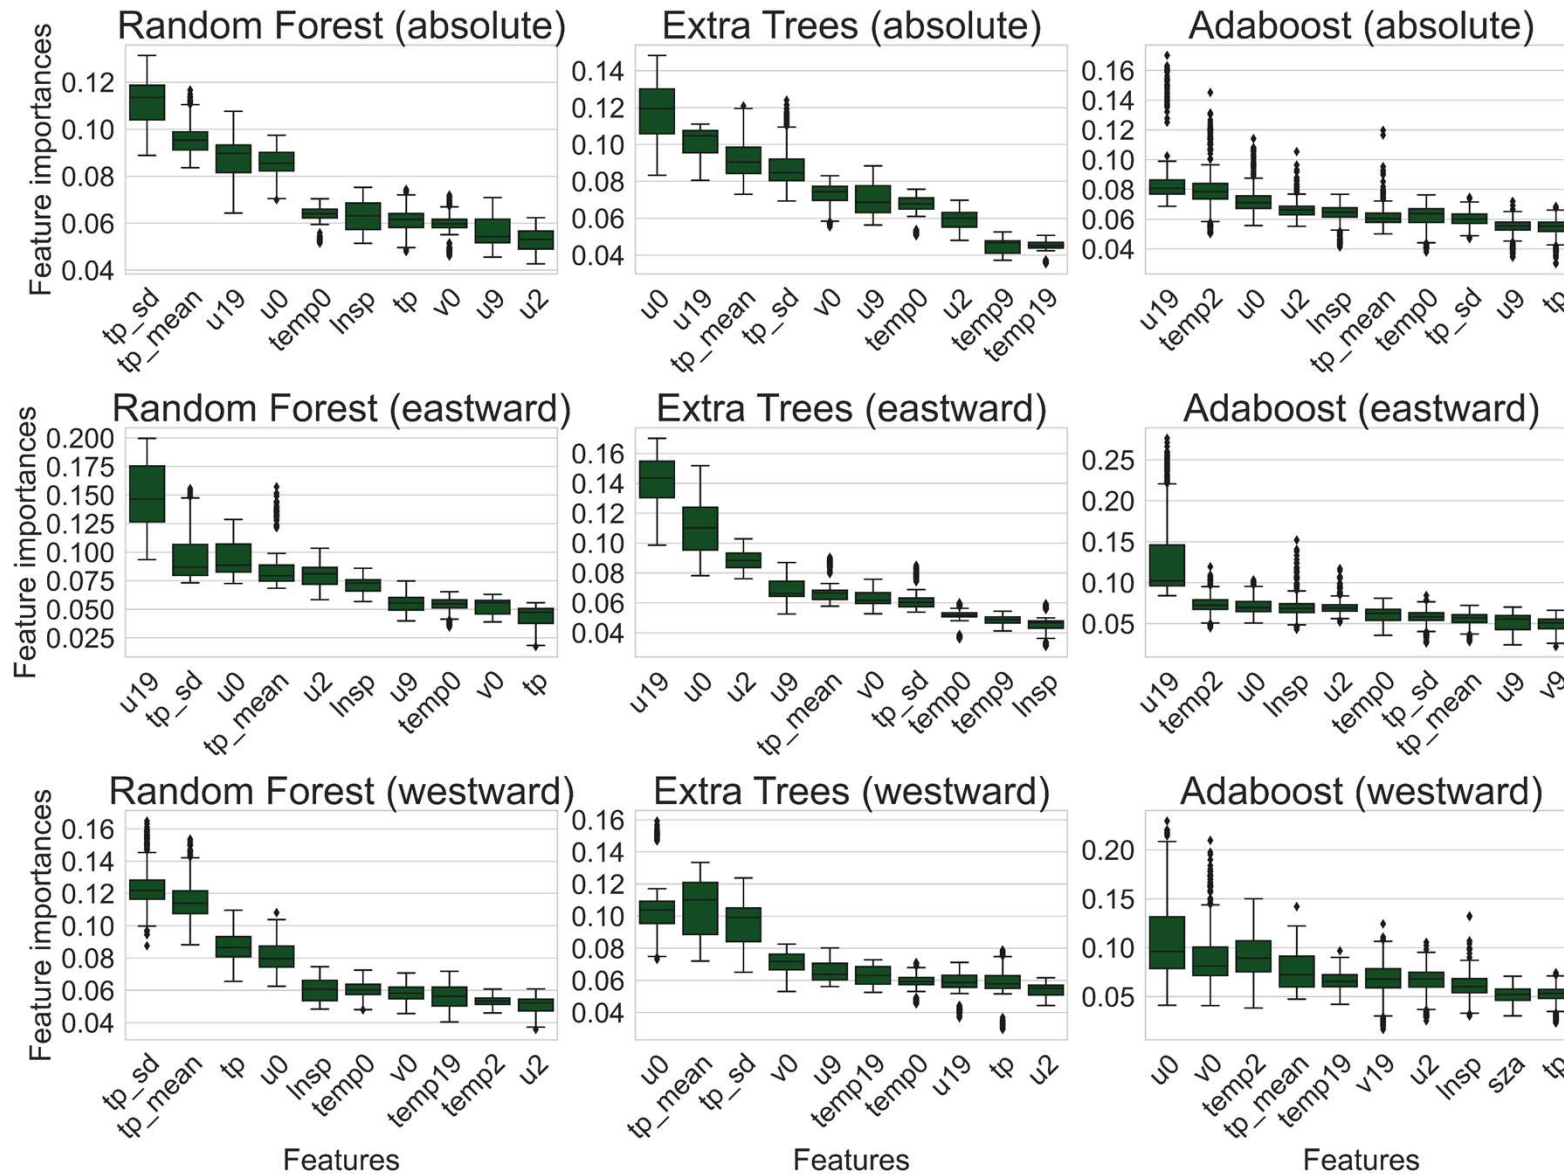 Random Forest (absolute)
Feature importances
0.12
0.10
0.08
0.06
0.04
tp_sd
tp_mean
u19
u0
temp0
lnsp
tp
v0
u9
u2
Extra Trees (absolute)
0.14
0.12
0.10
0.08
0.06
0.04
u0
u19
tp_mean
tp_sd
v0
u9
temp0
u2
temp9
temp19
Adaboost (absolute)
0.16
0.14
0.12
0.10
0.08
0.06
0.04
u19
temp2
u0
u2
lnsp
tp_mean
temp0
tp_sd
u9
tp
Random Forest (eastward)
Feature importances
0.200
0.175
0.150
0.125
0.100
0.075
0.050
0.025
u19
tp_sd
u0
tp_mean
u2
lnsp
u9
temp0
v0
tp
Extra Trees (eastward)
0.16
0.14
0.12
0.10
0.08
0.06
0.04
u19
u0
u2
u9
tp_mean
v0
tp_sd
temp0
temp9
lnsp
Adaboost (eastward)
0.25
0.20
0.15
0.10
0.05
u19
temp2
u0
lnsp
u2
temp0
tp_sd
tp_mean
u9
v9
Random Forest (westward)
Feature importances
0.16
0.14
0.12
0.10
0.08
0.06
0.04
tp_sd
tp_mean
tp
u0
lnsp
temp0
v0
temp19
temp2
u2
Features
Extra Trees (westward)
0.16
0.14
0.12
0.10
0.08
0.06
0.04
u0
tp_mean
tp_sd
v0
u9
temp19
temp0
u19
tp
u2
Features
Adaboost (westward)
0.20
0.15
0.10
0.05
u0
v0
temp2
tp_mean
temp19
v19
u2
lnsp
sza
tp
Features